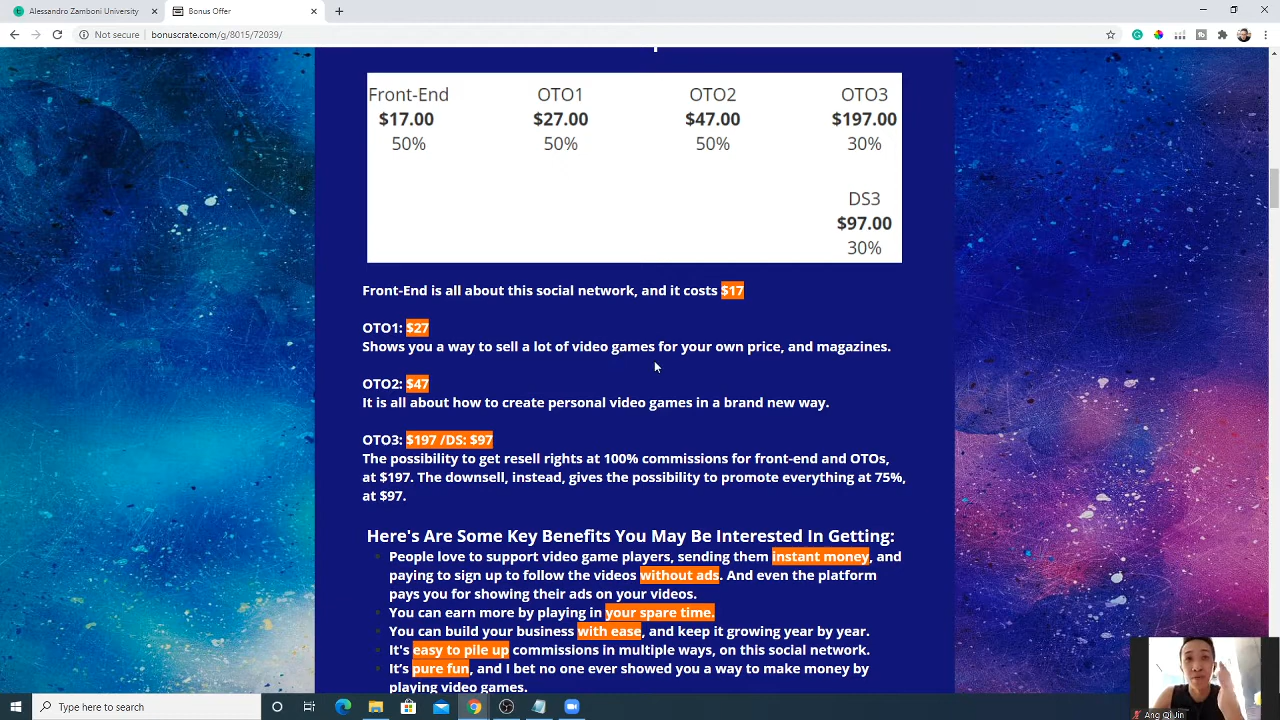 Alessandro Zamboni University
Bonus Offer
Not secure
bonuscrate.com/g/8015/72039/
Front-End OTO1 OTO2 OTO3
$17.00 $27.00 $47.00 $197.00
50% 50% 50% 30%
DS3
$97.00
30%
Front-End is all about this social network, and it costs $17
OTO1: $27
Shows you a way to sell a lot of video games for your own price, and magazines.
OTO2: $47
It is all about how to create personal video games in a brand new way.
OTO3: $197 /DS: $97
The possibility to get resell rights at 100% commissions for front-end and OTOs,
at $197. The downsell, instead, gives the possibility to promote everything at 75%,
at $97.
Here's Are Some Key Benefits You May Be Interested In Getting:
People love to support video game players, sending them instant money, and
paying to sign up to follow the videos without ads. And even the platform
pays you for showing their ads on your videos.
You can earn more by playing in your spare time.
You can build your business with ease, and keep it growing year by year.
It's easy to pile up commissions in multiple ways, on this social network.
It’s pure fun, and I bet no one ever showed you a way to make money by
playing video games.
Type here to search
Ang QiJun